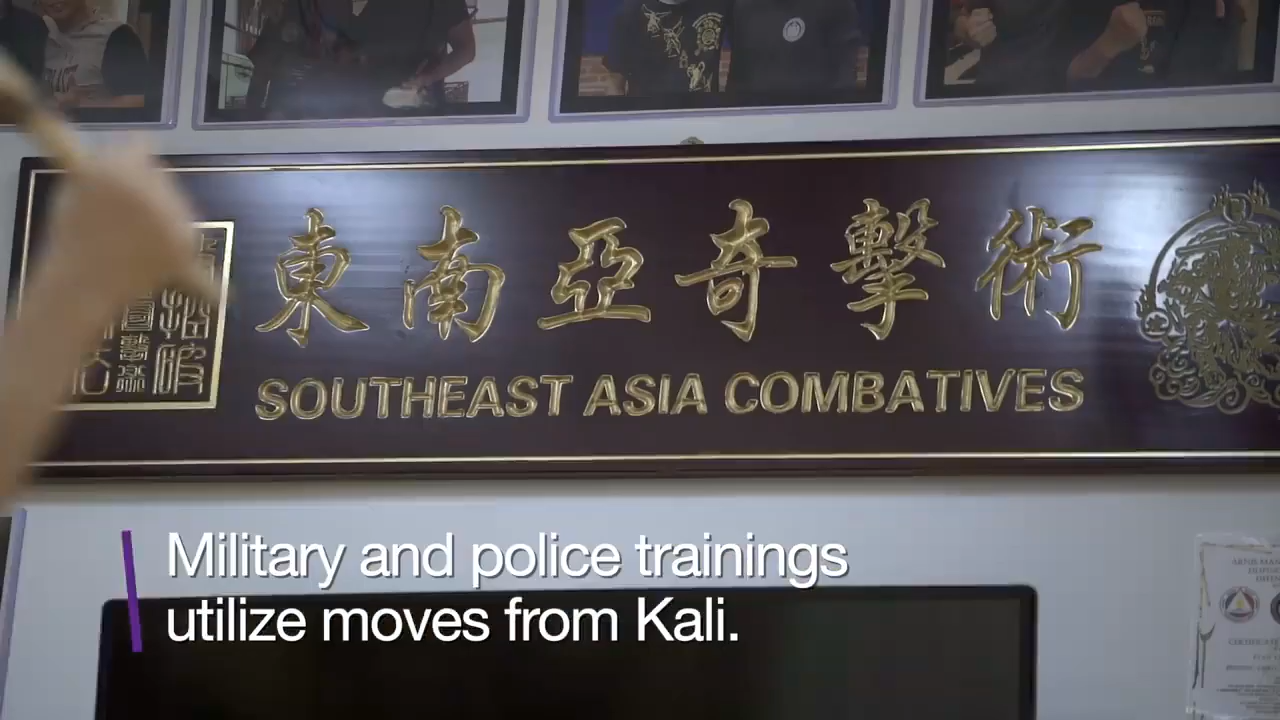 東南亞奇擊術
SOUTHEAST ASIA COMBATIVES
Military and police trainings
utilize moves from Kali.